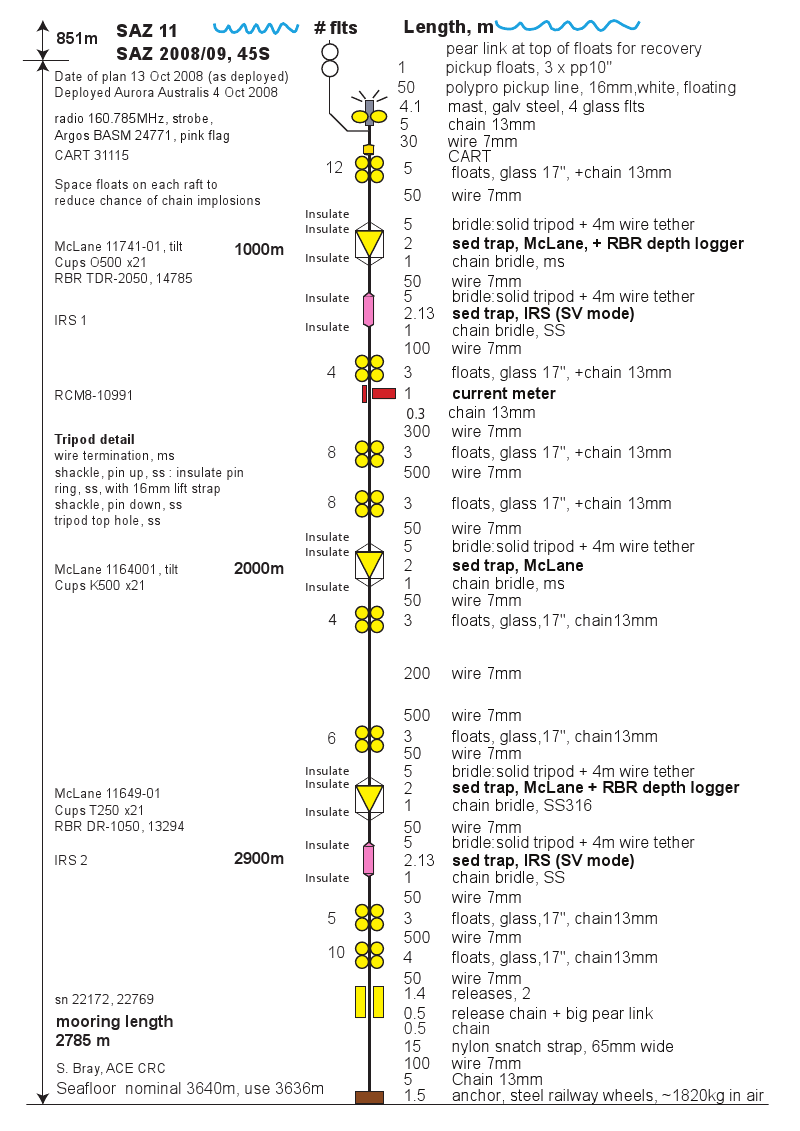 851m
SAZ 11
SAZ 2008/09, 45S
# flts
Length, m
Date of plan 13 Oct 2008 (as deployed)
Deployed Aurora Australis 4 Oct 2008
radio 160.785MHz, strobe,
Argos BASM 24771, pink flag
CART 31115
Space floats on each raft to
reduce chance of chain implosions
McLane 11741-01, tilt
Cups O500 x21
RBR TDR-2050, 14785
1000m
IRS 1
RCM8-10991
Tripod detail
wire termination, ms
shackle, pin up, ss : insulate pin
ring, ss, with 16mm lift strap
shackle, pin down, ss
tripod top hole, ss
McLane 1164001, tilt
Cups K500 x21
2000m
McLane 11649-01
Cups T250 x21
RBR DR-1050, 13294
IRS 2
2900m
sn 22172, 22769
mooring length
2785 m
S. Bray, ACE CRC
Seafloor nominal 3640m, use 3636m
12
Insulate
Insulate
Insulate
Insulate
Insulate
4
8
8
Insulate
Insulate
Insulate
4
6
Insulate
Insulate
Insulate
Insulate
Insulate
5
10
pear link at top of floats for recovery
1 pickup floats, 3 x pp10"
50 polypro pickup line, 16mm,white, floating
4.1 mast, galv steel, 4 glass flts
5 chain 13mm
30 wire 7mm
CART
5 floats, glass 17", +chain 13mm
50 wire 7mm
5 bridle:solid tripod + 4m wire tether
2 sed trap, McLane, + RBR depth logger
1 chain bridle, ms
50 wire 7mm
5 bridle:solid tripod + 4m wire tether
2.13 sed trap, IRS (SV mode)
1 chain bridle, SS
100 wire 7mm
3 floats, glass 17", +chain 13mm
1 current meter
0.3 chain 13mm
300 wire 7mm
3 floats, glass 17", +chain 13mm
500 wire 7mm
3 floats, glass 17", +chain 13mm
50 wire 7mm
5 bridle:solid tripod + 4m wire tether
2 sed trap, McLane
1 chain bridle, ms
50 wire 7mm
3 floats, glass,17", chain13mm
200 wire 7mm
500 wire 7mm
3 floats, glass,17", chain13mm
50 wire 7mm
5 bridle:solid tripod + 4m wire tether
2 sed trap, McLane + RBR depth logger
1 chain bridle, SS316
50 wire 7mm
5 bridle:solid tripod + 4m wire tether
2.13 sed trap, IRS (SV mode)
1 chain bridle, SS
50 wire 7mm
3 floats, glass,17", chain13mm
500 wire 7mm
4 floats, glass,17", chain13mm
50 wire 7mm
1.4 releases, 2
0.5 release chain + big pear link
0.5 chain
15 nylon snatch strap, 65mm wide
100 wire 7mm
5 Chain 13mm
1.5 anchor, steel railway wheels, ~1820kg in air